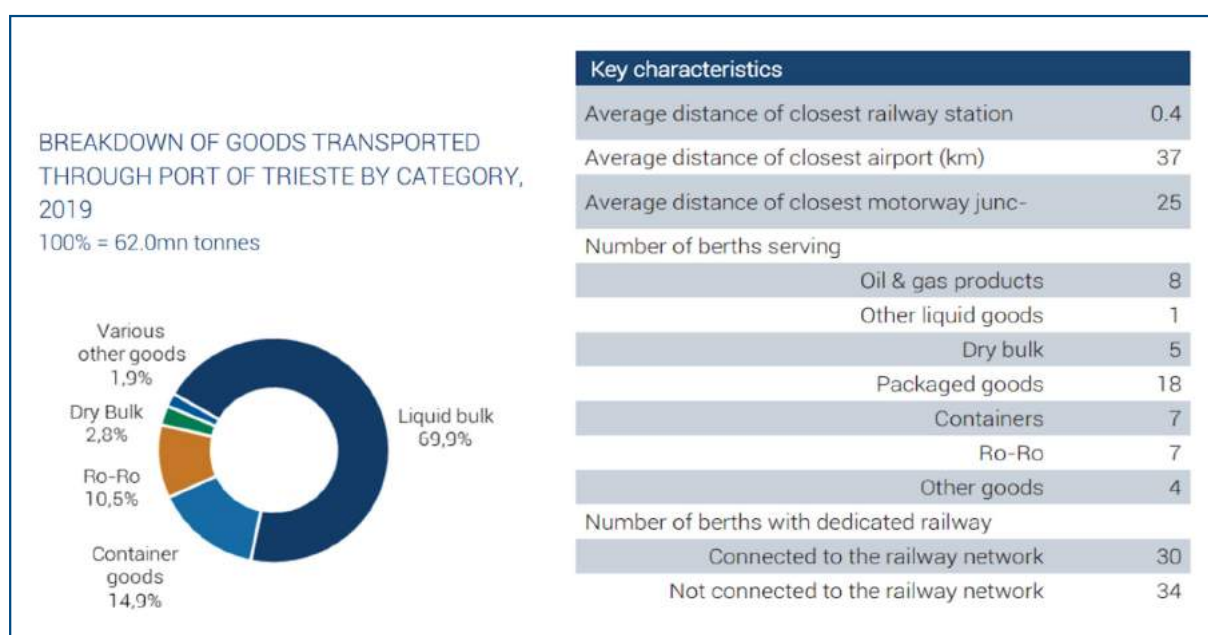 BREAKDOWN OF GOODS TRANSPORTED
THROUGH PORT OF TRIESTE BY CATEGORY,
2019
100% = 62.0mn tonnes
Various
other goods
1,9%
Dry Bulk
2,8%
Ro-Ro
10,5%
Container
goods
14,9%
Liquid bulk
69,9%
Key characteristics
Average distance of closest railway station 0.4
Average distance of closest airport (km) 37
Average distance of closest motorway junc- 25
Number of berths serving
Oil & gas products 8
Other liquid goods 1
Dry bulk 5
Packaged goods 18
Containers 7
Ro-Ro 7
Other goods 4
Number of berths with dedicated railway
Connected to the railway network 30
Not connected to the railway network 34